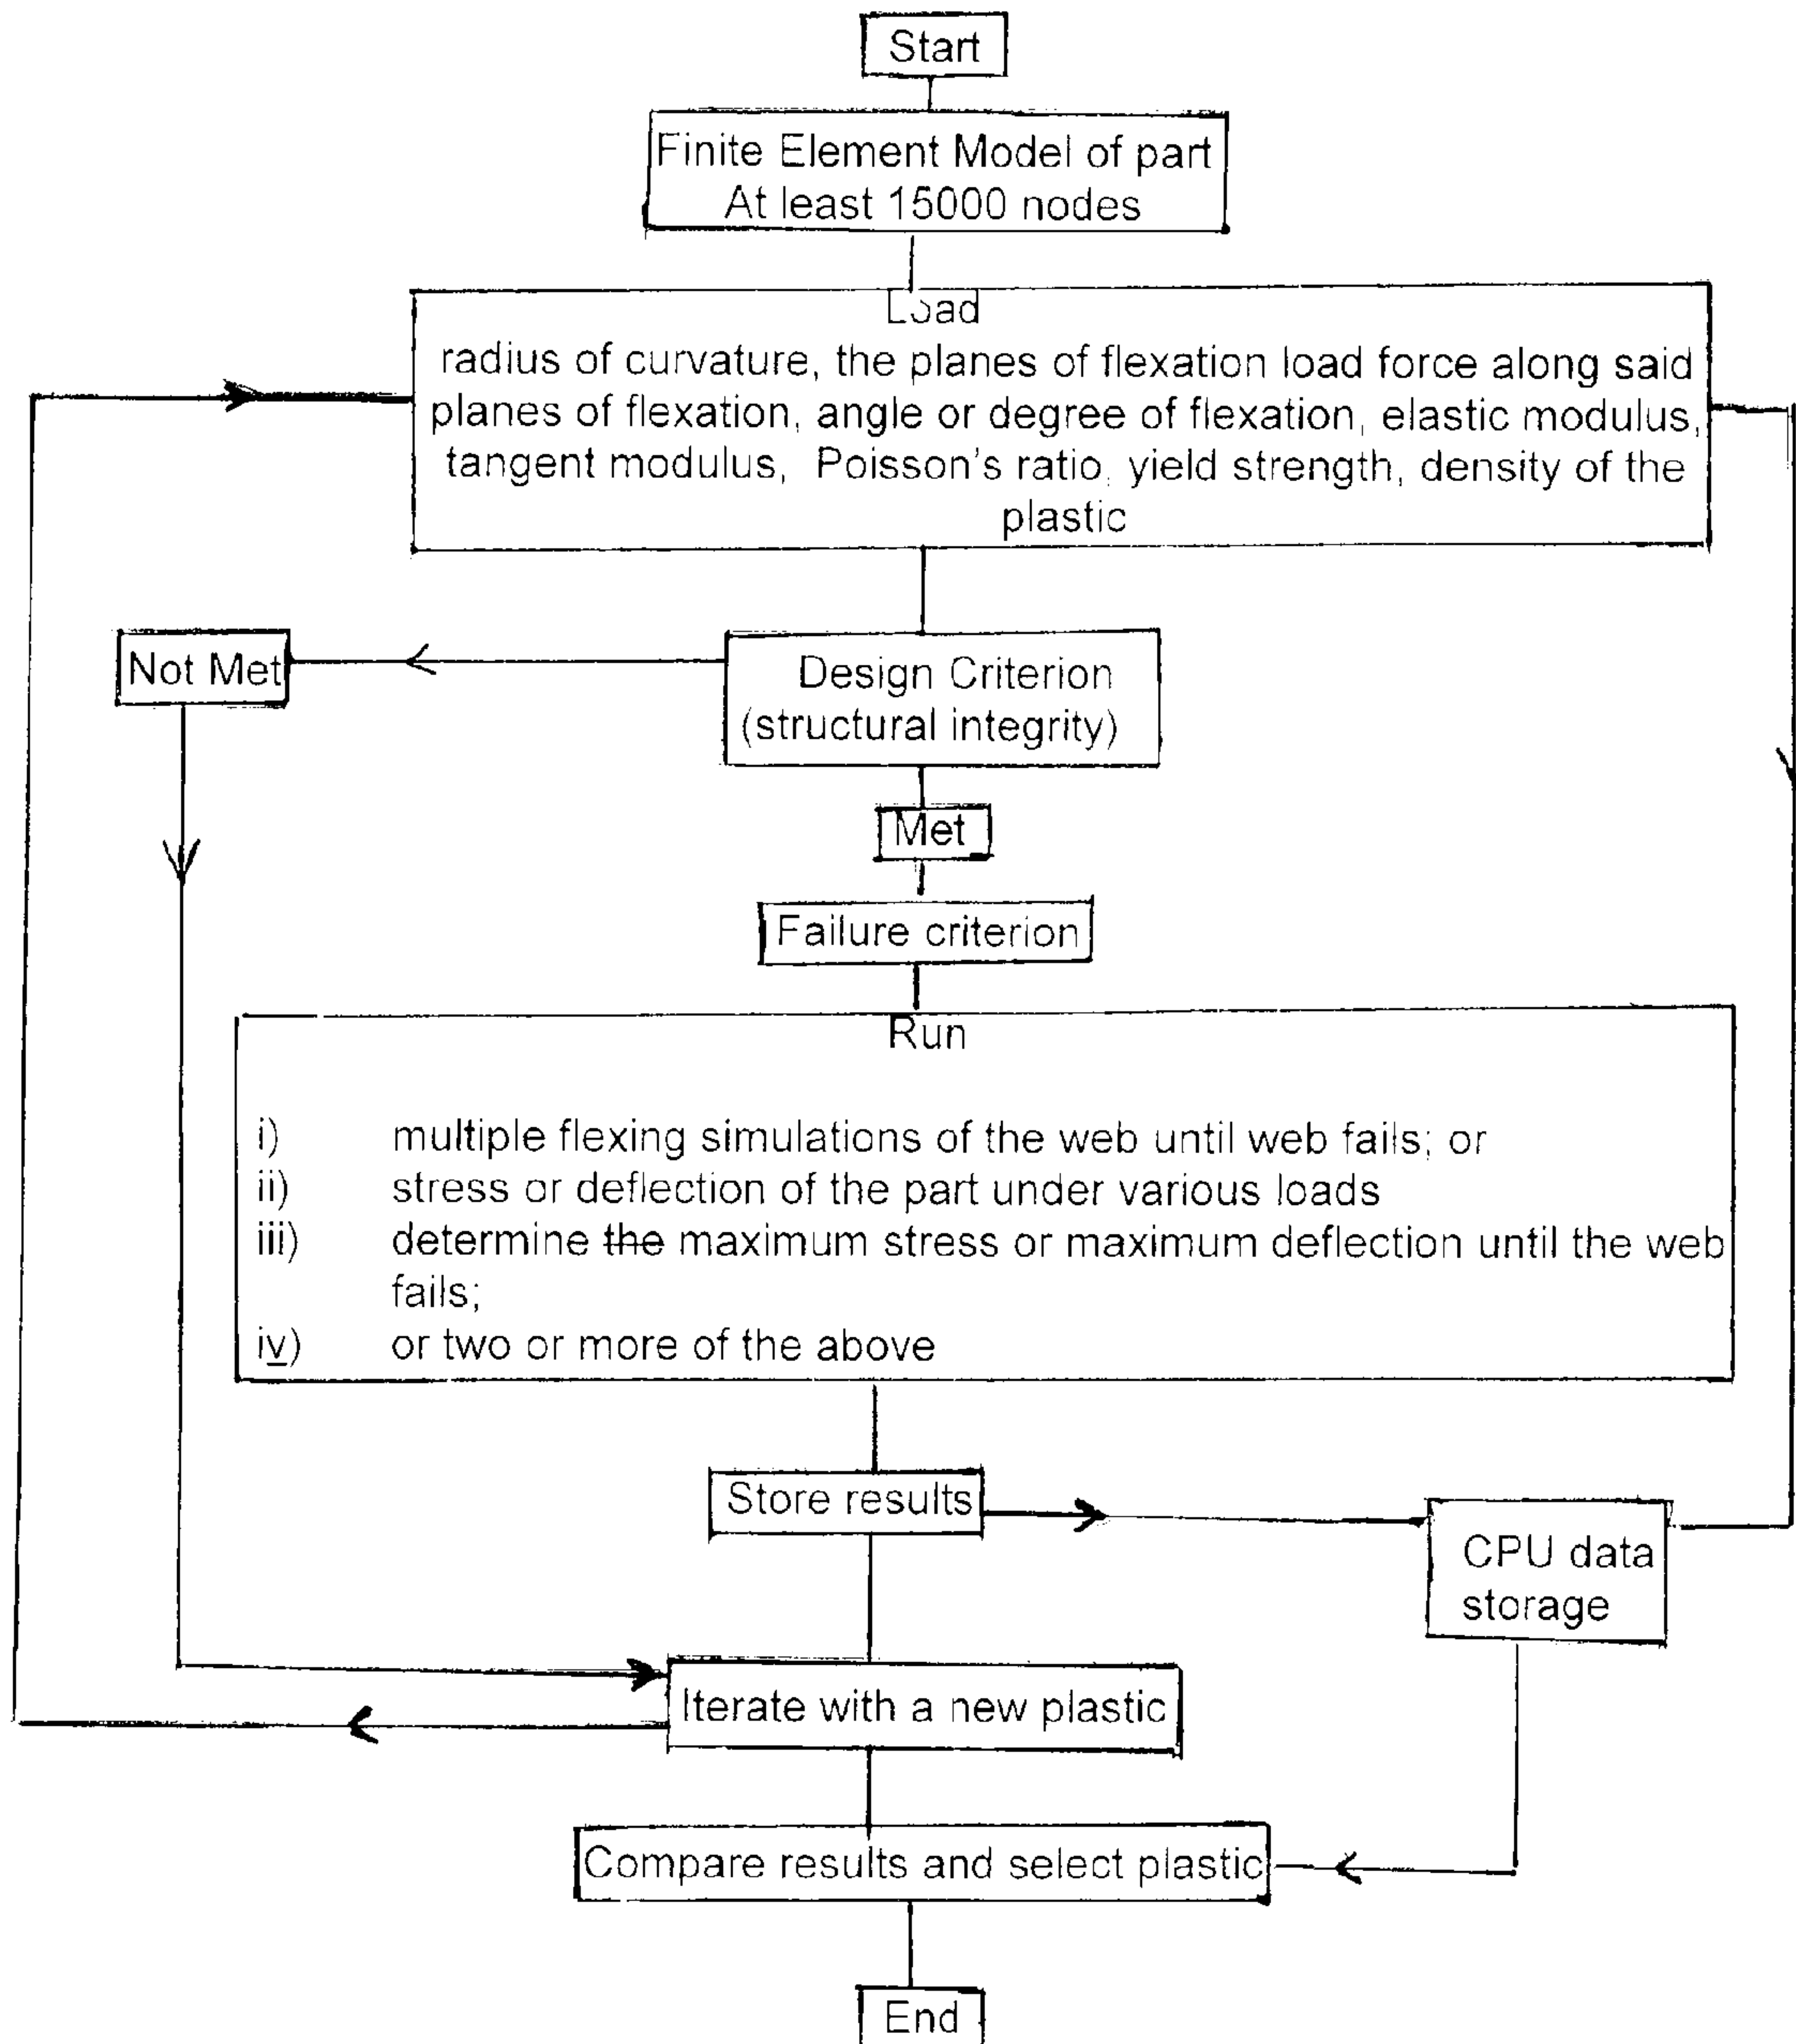 Start
Finite Element Model of part
At least 15000 nodes
Load
radius of curvature, the planes of flexation load force along said
planes of flexation, angle or degree of flexation, elastic modulus,
tangent modulus, Poisson's ratio, yield strength, density of the
plastic
Not Met
Design Criterion
(structural integrity)
Met
Failure criterion
Run
i) multiple flexing simulations of the web until web fails; or
ii) stress or deflection of the part under various loads
iii) determine the maximum stress or maximum deflection until the web
fails;
iv) or two or more of the above
Store results
CPU data
storage
Iterate with a new plastic
Compare results and select plastic
End